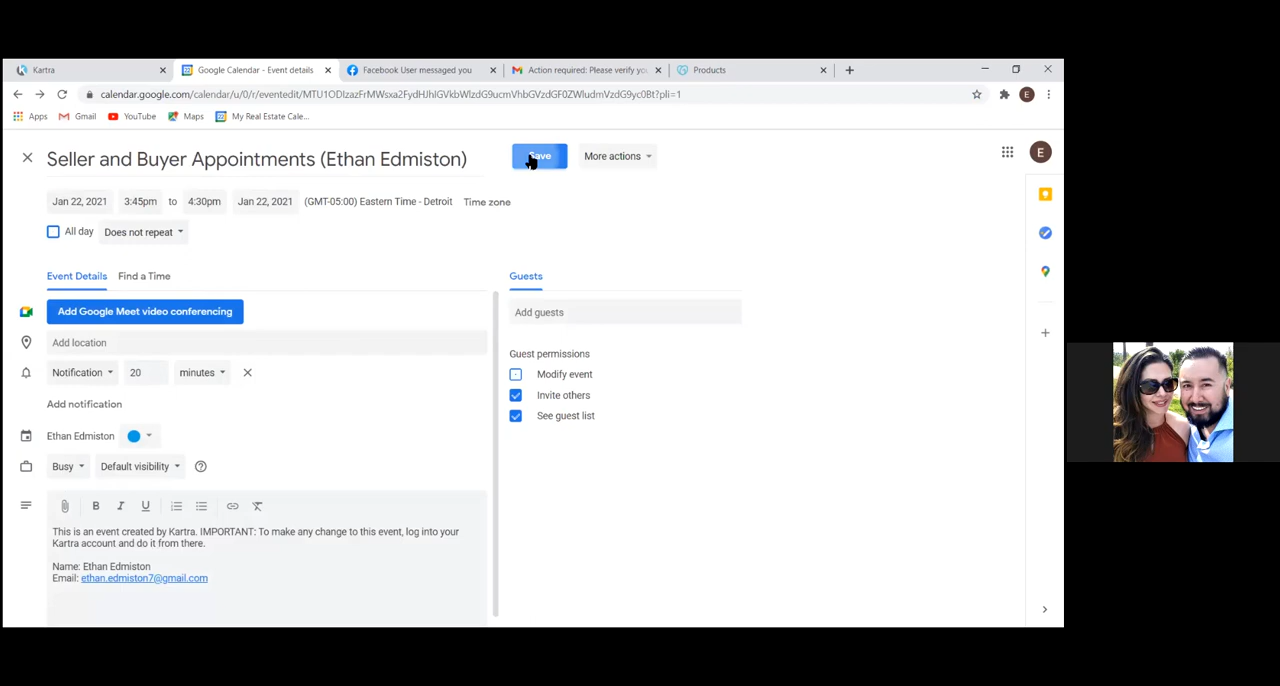 Kartra
Google Calendar - Event details
Facebook User messaged you
Action required: Please verify yo
Products
calendar.google.com/calendar/u/0/r/eventedit/
Apps Gmail YouTube Maps My Real Estate Cale...
Seller and Buyer Appointments (Ethan Edmiston)
Save More actions
E
Jan 22, 2021 3:45pm to 4:30pm Jan 22, 2021 (GMT-05:00) Eastern Time - Detroit Time zone
All day Does not repeat
Event Details Find a Time
Guests
Add Google Meet video conferencing
Add guests
Add location
Guest permissions
Notification 20 minutes
Modify event
Invite others
Add notification
See guest list
Ethan Edmiston
Busy Default visibility
B I U
This is an event created by Kartra. IMPORTANT: To make any change to this event, log into your
Kartra account and do it from there.
Name: Ethan Edmiston
Email: ethan.edmiston7@gmail.com